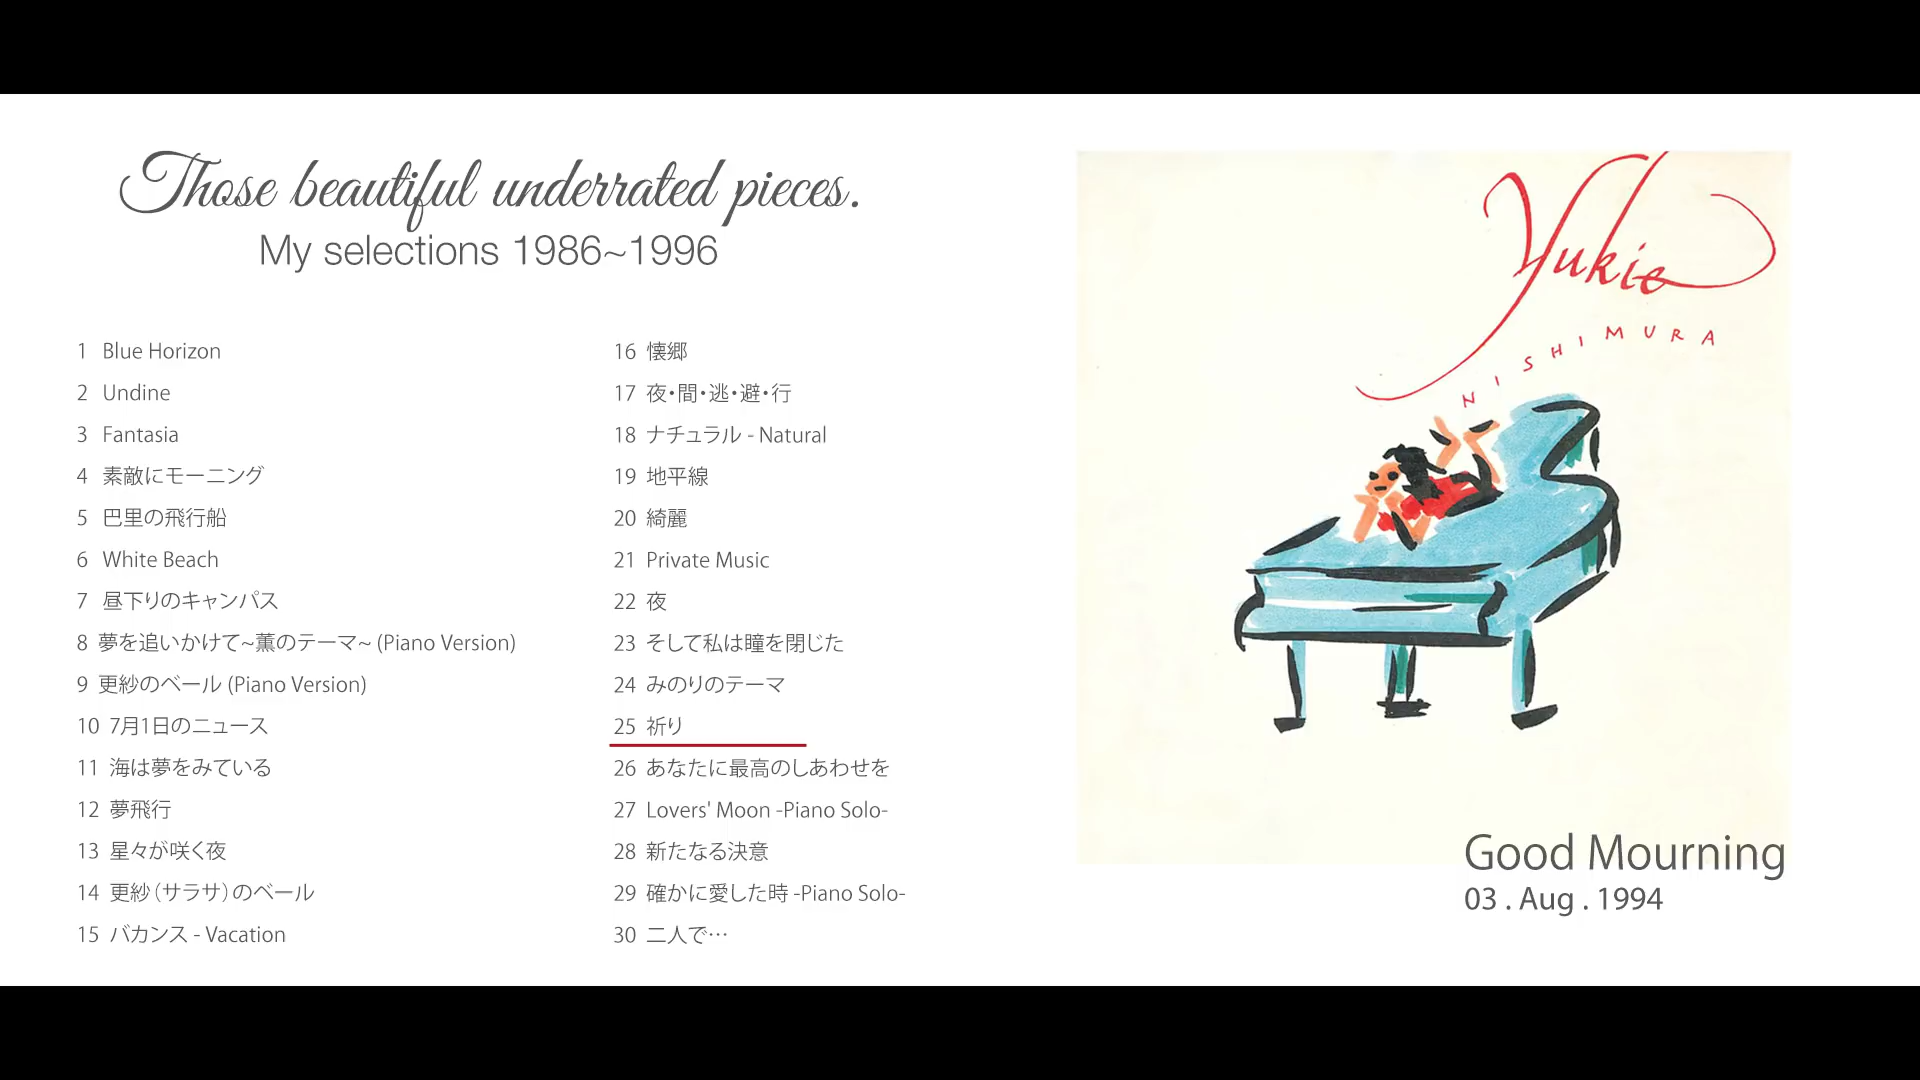 Those beautiful underrated pieces.
My selections 1986~1996
1 Blue Horizon
2 Undine
3 Fantasia
4 素敵にモーニング
5 巴里の飛行船
6 White Beach
7 昼下りのキャンパス
8 夢を追いかけて~薫のテーマ~ (Piano Version)
9 更紗のベール (Piano Version)
10 7月1日のニュース
11 海は夢をみている
12 夢飛行
13 星々が咲く夜
14 更紗（サラサ）のベール
15 バカンス - Vacation
16 懐郷
17 夜・間・逃・避・行
18 ナチュラル - Natural
19 地平線
20 綺麗
21 Private Music
22 夜
23 そして私は瞳を閉じた
24 みのりのテーマ
25 祈り
26 あなたに最高のしあわせを
27 Lovers' Moon -Piano Solo-
28 新たなる決意
29 確かに愛した時 -Piano Solo-
30 二人で…
Yukie
NISHIMURA
Good Mourning
03 . Aug . 1994